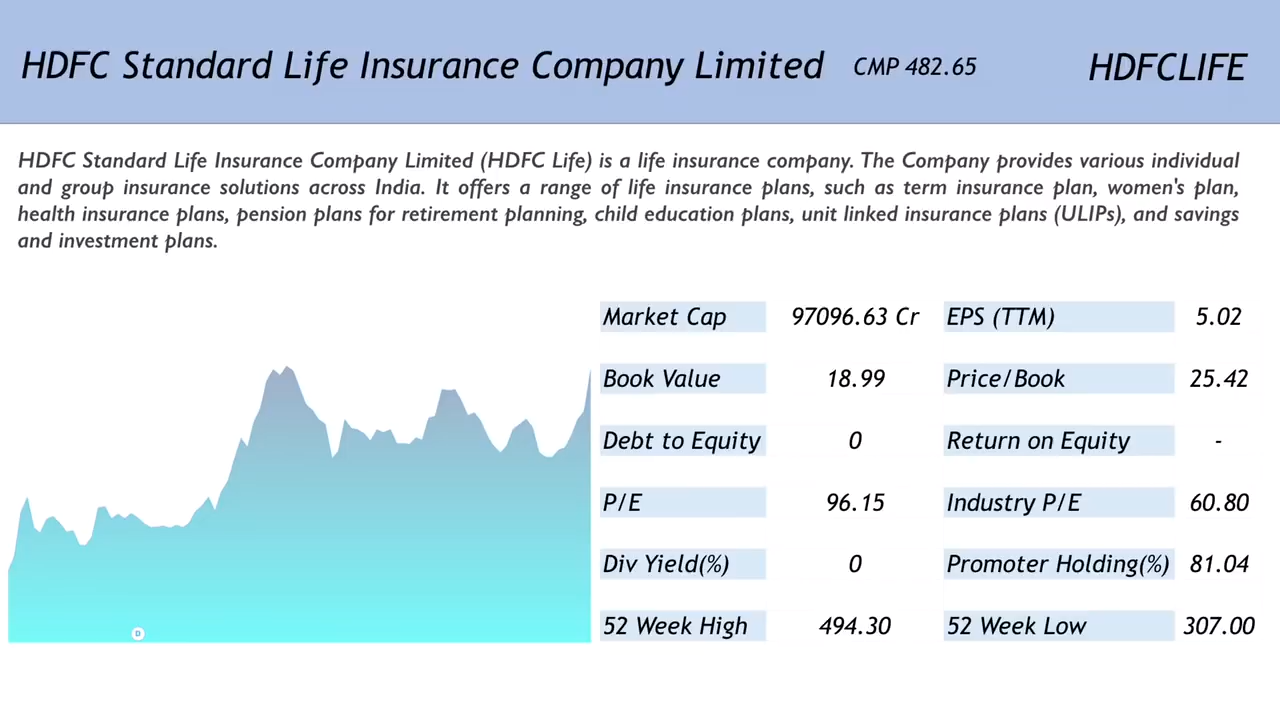 HDFC Standard Life Insurance Company Limited CMP 482.65 HDFCLIFE
HDFC Standard Life Insurance Company Limited (HDFC Life) is a life insurance company. The Company provides various individual
and group insurance solutions across India. It offers a range of life insurance plans, such as term insurance plan, women's plan,
health insurance plans, pension plans for retirement planning, child education plans, unit linked insurance plans (ULIPs), and savings
and investment plans.
Market Cap 97096.63 Cr EPS (TTM) 5.02
Book Value 18.99 Price/Book 25.42
Debt to Equity 0 Return on Equity -
P/E 96.15 Industry P/E 60.80
Div Yield(%) 0 Promoter Holding(%) 81.04
52 Week High 494.30 52 Week Low 307.00
D